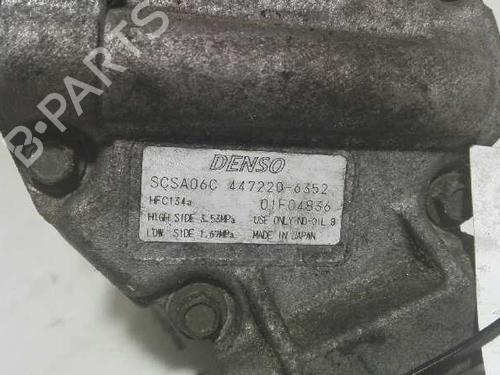 B-PARTS
DENSO
SCSA06C 447220-6352
HFC134a 01F04836
HIGH SIDE 3.53MPa USE ONLY ND-OIL 8
LOW SIDE 1.67MPa MADE IN JAPAN